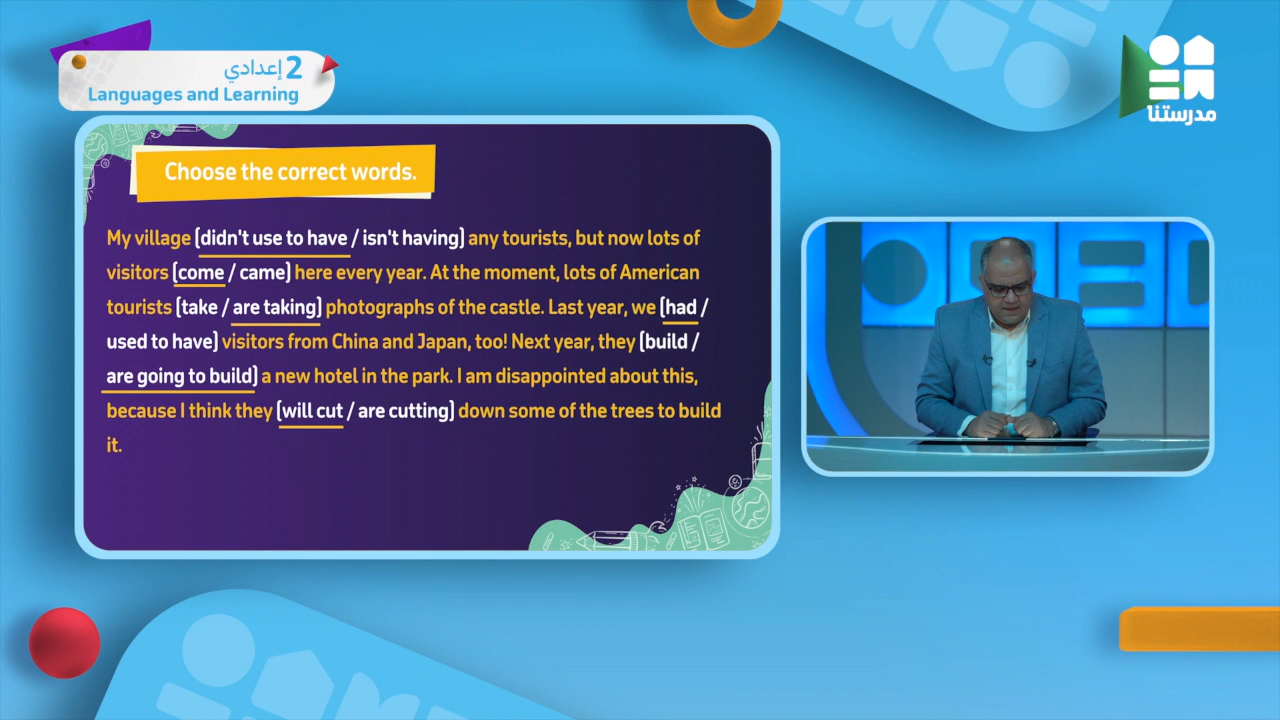 2 إعدادي
Languages and Learning
مدرستنا
Choose the correct words.
My village (didn't use to have / isn't having) any tourists, but now lots of
visitors (come / came) here every year. At the moment, lots of American
tourists (take / are taking) photographs of the castle. Last year, we (had /
used to have) visitors from China and Japan, too! Next year, they (build /
are going to build) a new hotel in the park. I am disappointed about this,
because I think they (will cut / are cutting) down some of the trees to build
it.